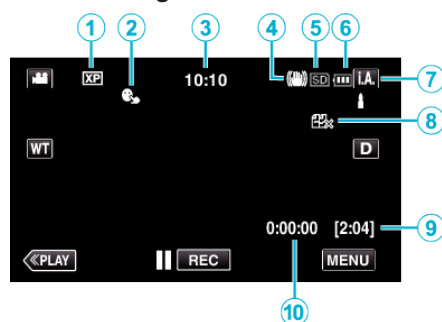 1 2 3 4 5 6
XP 10:10 SD i.A. 7
8
WT D
0:00:00 [2:04] 9
≪PLAY REC MENU
10